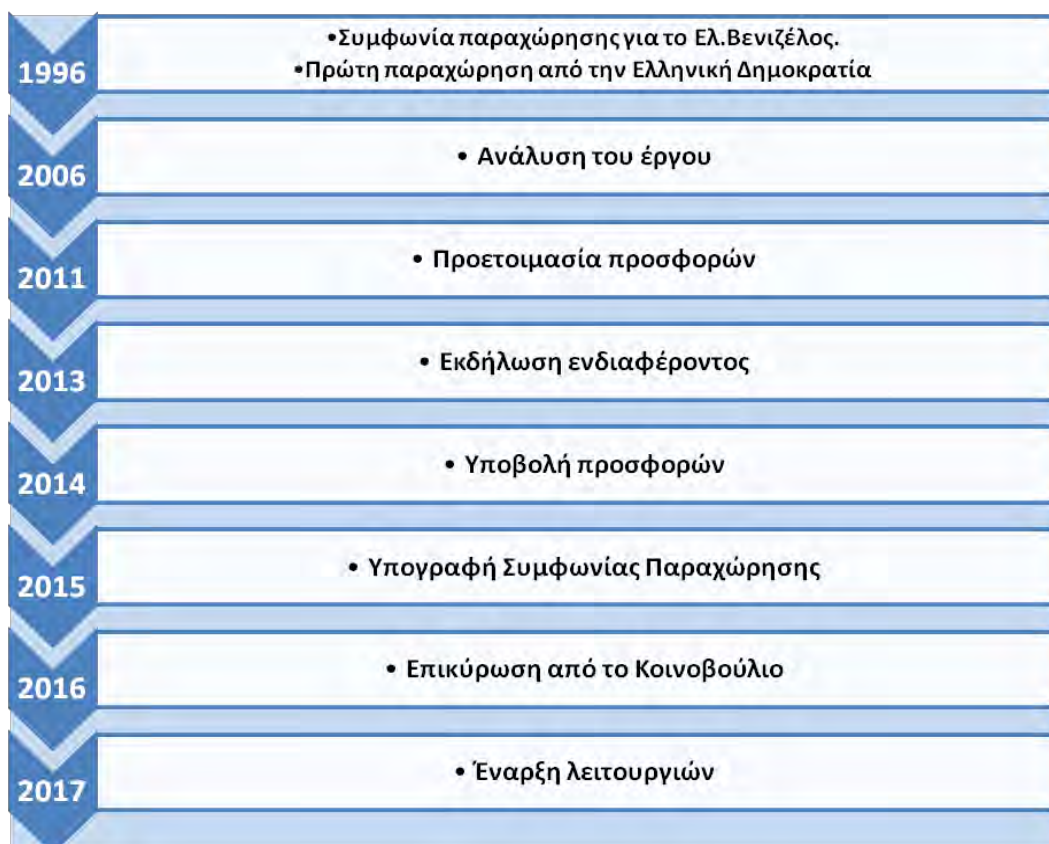 1996
•Συμφωνία παραχώρησης για το Ελ.Βενιζέλος.
•Πρώτη παραχώρηση από την Ελληνική Δημοκρατία
2006
• Ανάλυση του έργου
2011
• Προετοιμασία προσφορών
2013
• Εκδήλωση ενδιαφέροντος
2014
• Υποβολή προσφορών
2015
• Υπογραφή Συμφωνίας Παραχώρησης
2016
• Επικύρωση από το Κοινοβούλιο
2017
• Έναρξη λειτουργιών